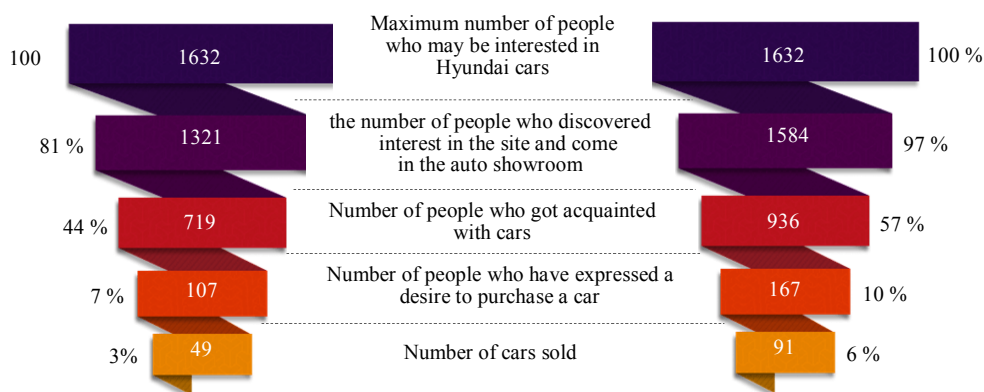 Maximum number of people
who may be interested in
Hyundai cars
100
1632
1632
100 %
the number of people who discovered
interest in the site and come
in the auto showroom
81 %
1321
1584
97 %
Number of people who got acquainted
with cars
44 %
719
936
57 %
Number of people who have expressed a
desire to purchase a car
7 %
107
167
10 %
Number of cars sold
3%
49
91
6 %